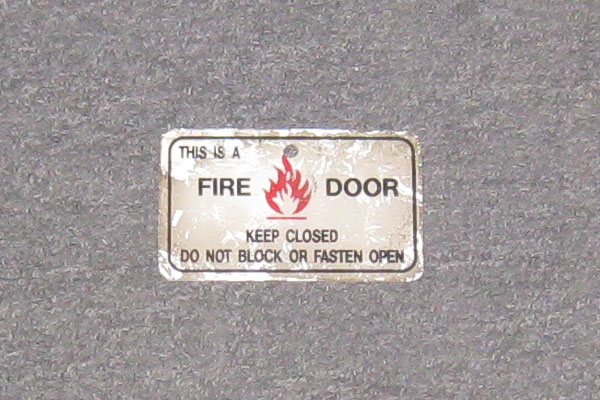 THIS IS A
FIRE DOOR
KEEP CLOSED
DO NOT BLOCK OR FASTEN OPEN